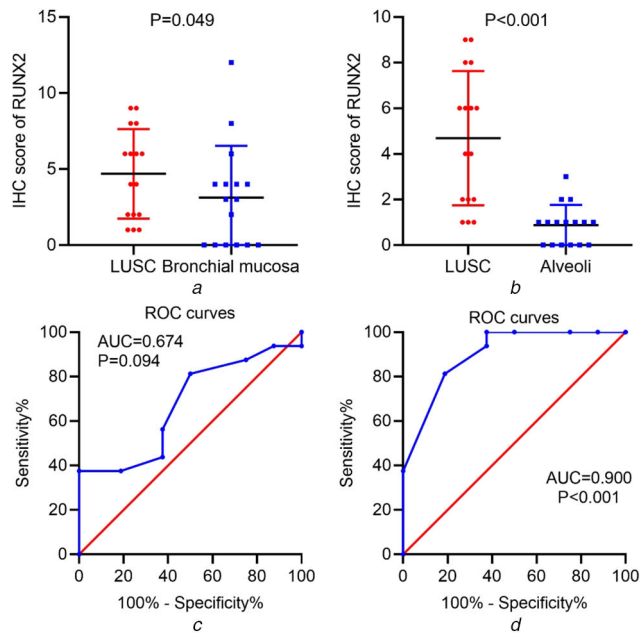 P=0.049
IHC score of RUNX2
15
10
5
0
LUSC Bronchial mucosa
a
P<0.001
IHC score of RUNX2
10
8
6
4
2
0
LUSC Alveoli
b
ROC curves
AUC=0.674
P=0.094
Sensitivity%
100
80
60
40
20
0
0 20 40 60 80 100
100% - Specificity%
c
ROC curves
AUC=0.900
P<0.001
Sensitivity%
100
80
60
40
20
0
0 20 40 60 80 100
100% - Specificity%
d